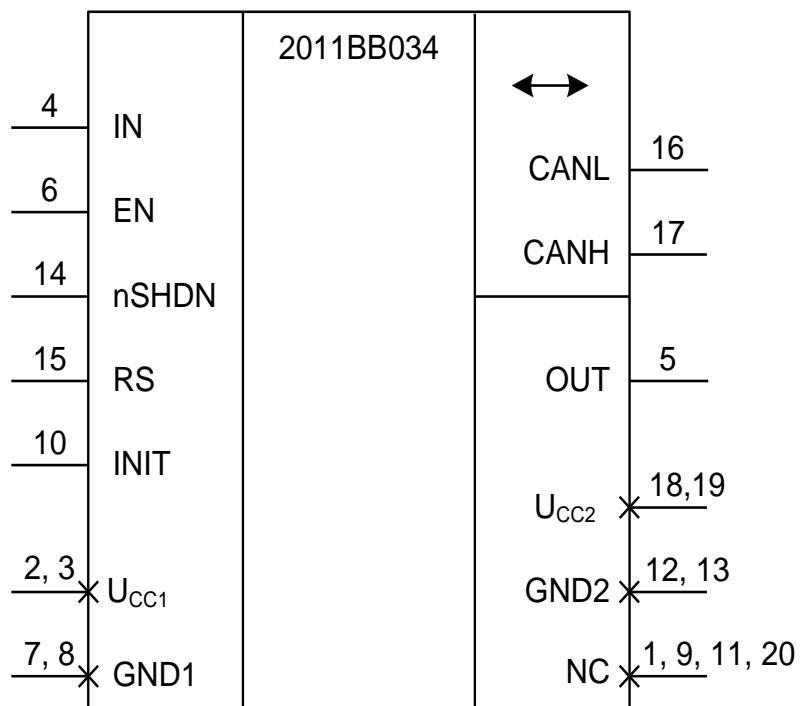 2011BB034
4
IN
6
EN
14
nSHDN
15
RS
10
INIT
2, 3
UCC1
7, 8
GND1
CANL
16
CANH
17
OUT
5
UCC2
18,19
GND2
12, 13
NC
1, 9, 11, 20